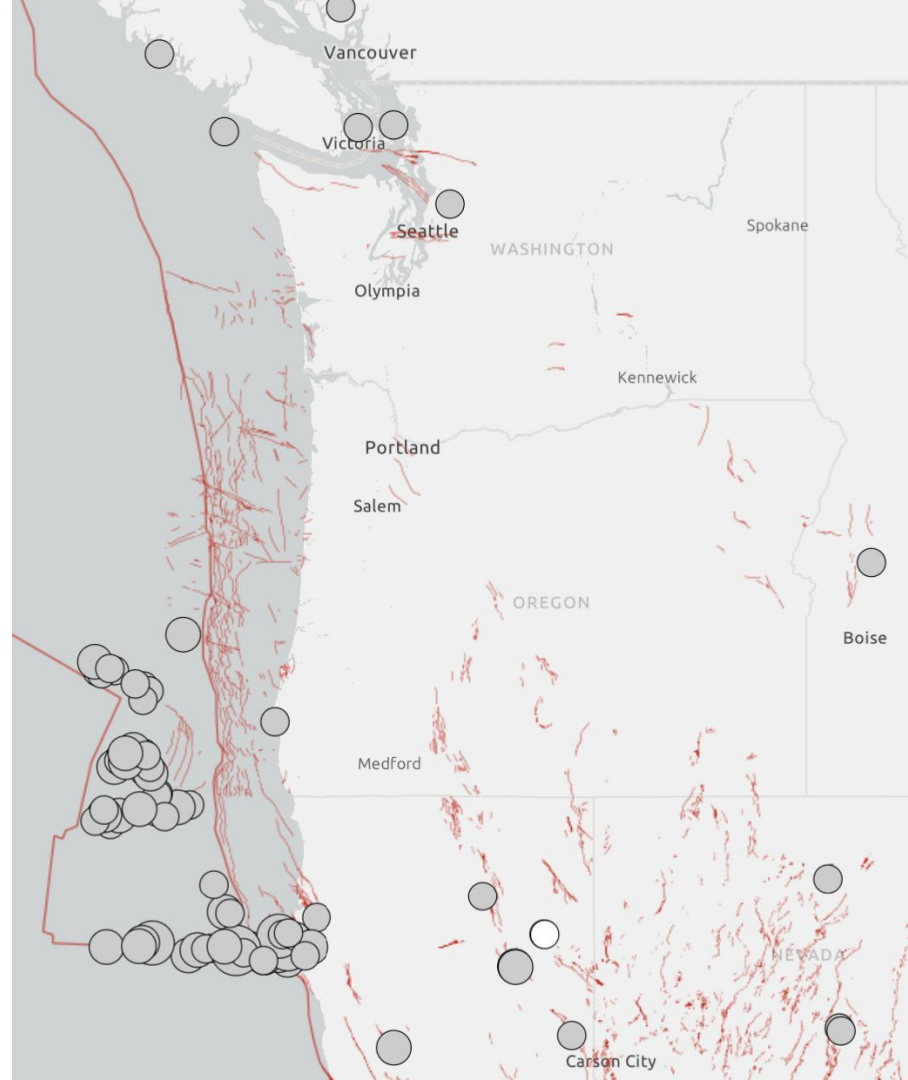 Vancouver
Victoria
Spokane
Seattle
WASHINGTON
Olympia
Kennewick
Portland
Salem
OREGON
Boise
Medford
NEVADA
Carson City